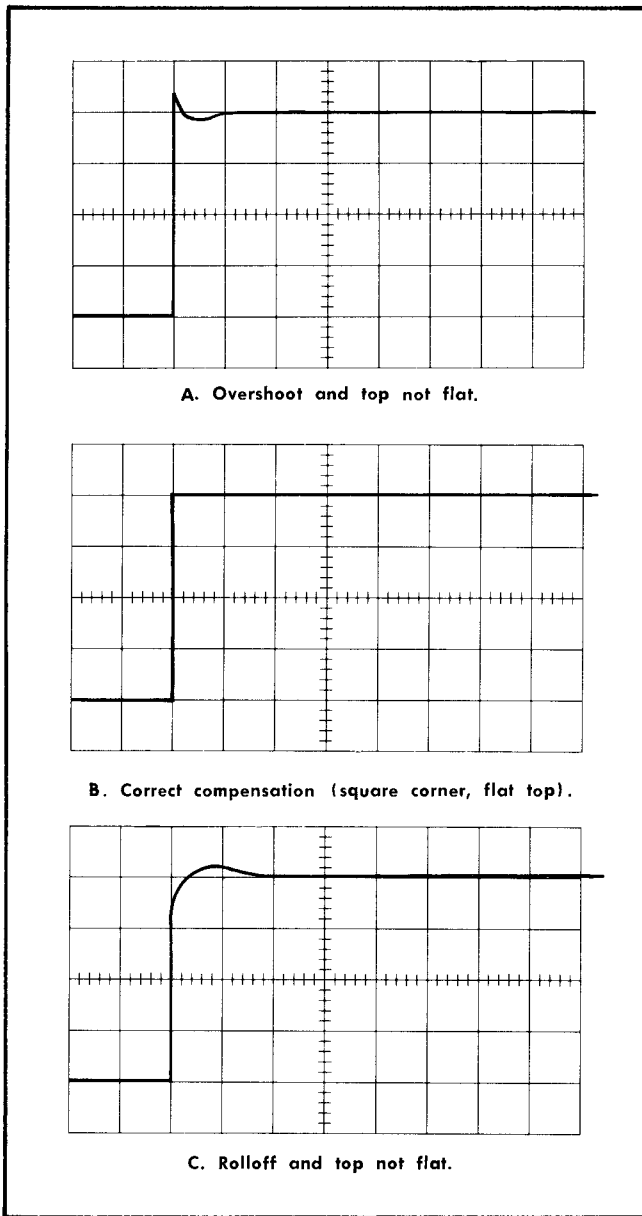 A. Overshoot and top not flat.
B. Correct compensation (square corner, flat top).
C. Rolloff and top not flat.